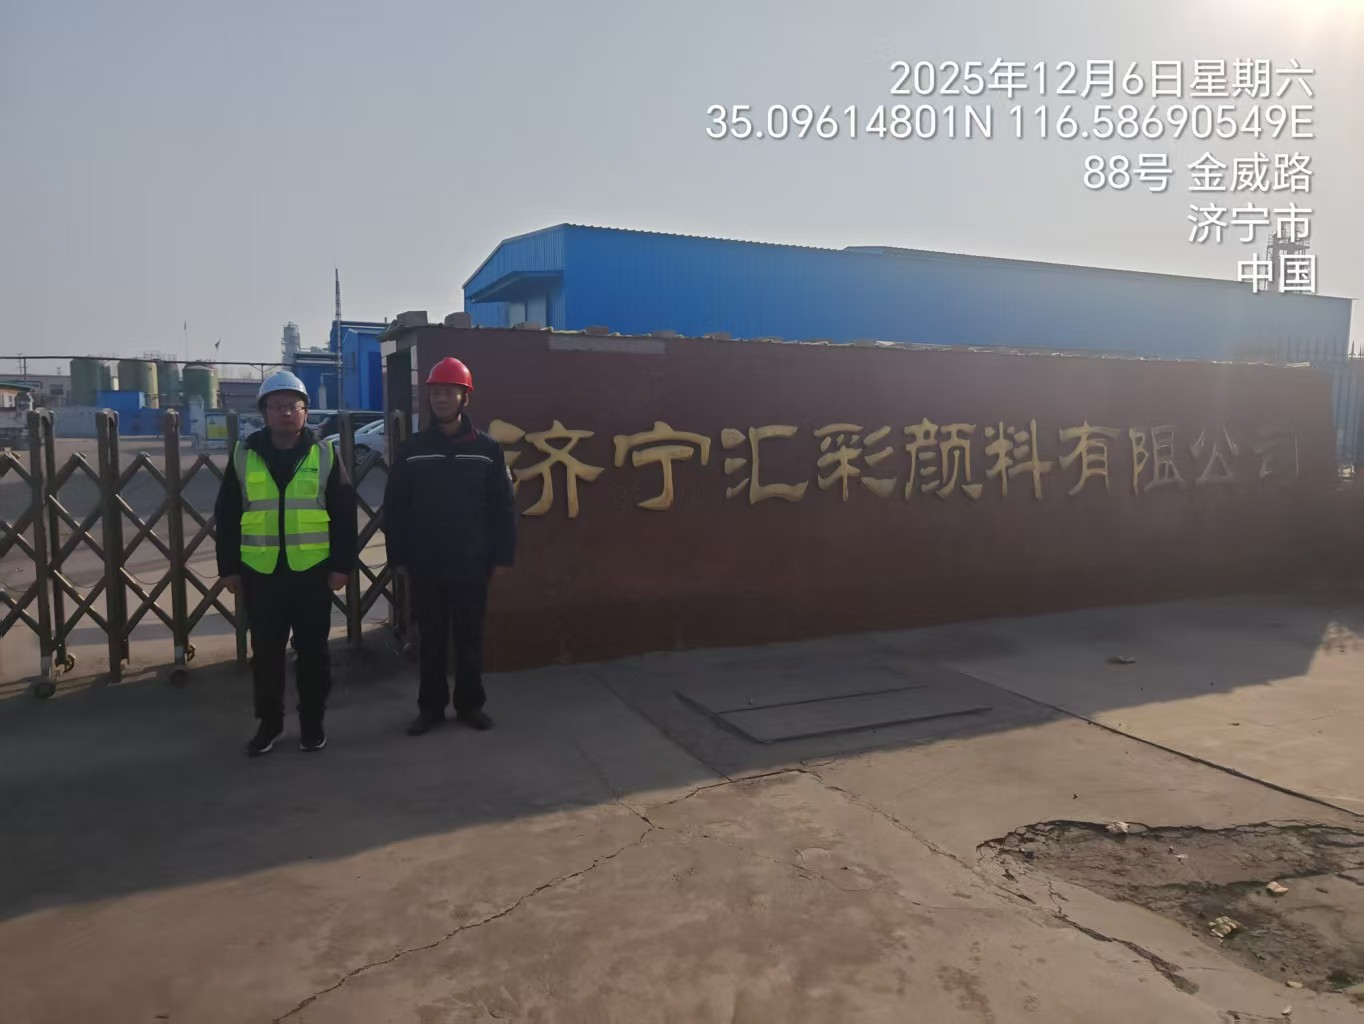 2025年12月6日星期六
35.09614801N 116.58690549E
88号 金威路
济宁市
中国
济宁汇彩颜料有限公司